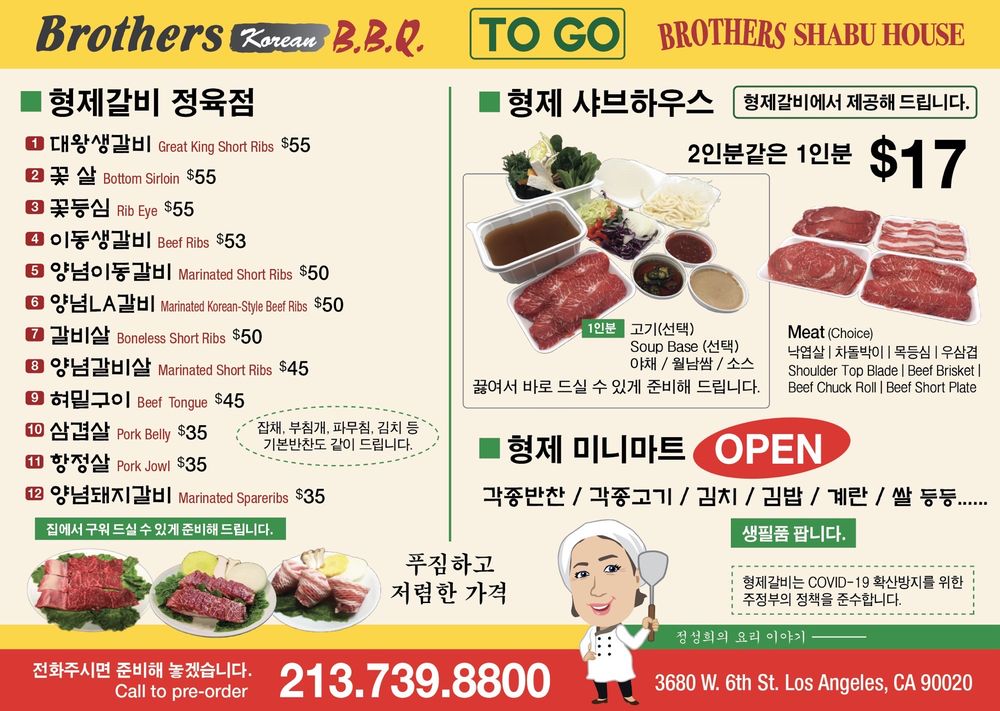 Brothers Korean B.B.Q.
TO GO
BROTHERS SHABU HOUSE
형제갈비 정육점
1 대왕생갈비 Great King Short Ribs $55
2 꽃 살 Bottom Sirloin $55
3 꽃등심 Rib Eye $55
4 이동생갈비 Beef Ribs $53
5 양념이동갈비 Marinated Short Ribs $50
6 양념LA갈비 Marinated Korean-Style Beef Ribs $50
7 갈비살 Boneless Short Ribs $50
8 양념갈비살 Marinated Short Ribs $45
9 혀밑구이 Beef Tongue $45
10 삼겹살 Pork Belly $35
11 항정살 Pork Jowl $35
12 양념돼지갈비 Marinated Spareribs $35
잡채, 부침개, 파무침, 김치 등
기본반찬도 같이 드립니다.
집에서 구워 드실 수 있게 준비해 드립니다.
푸짐하고
저렴한 가격
형제 샤브하우스
형제갈비에서 제공해 드립니다.
2인분같은 1인분 $17
1인분 고기(선택)
Soup Base (선택)
야채 / 월남쌈 / 소스
끓여서 바로 드실 수 있게 준비해 드립니다.
Meat (Choice)
낙엽살 | 차돌박이 | 목등심 | 우삼겹
Shoulder Top Blade | Beef Brisket |
Beef Chuck Roll | Beef Short Plate
형제 미니마트 OPEN
각종반찬 / 각종고기 / 김치 / 김밥 / 계란 / 쌀 등등......
생필품 팝니다.
형제갈비는 COVID-19 확산방지를 위한
주정부의 정책을 준수합니다.
정성희의 요리 이야기
전화주시면 준비해 놓겠습니다.
Call to pre-order
213.739.8800
3680 W. 6th St. Los Angeles, CA 90020